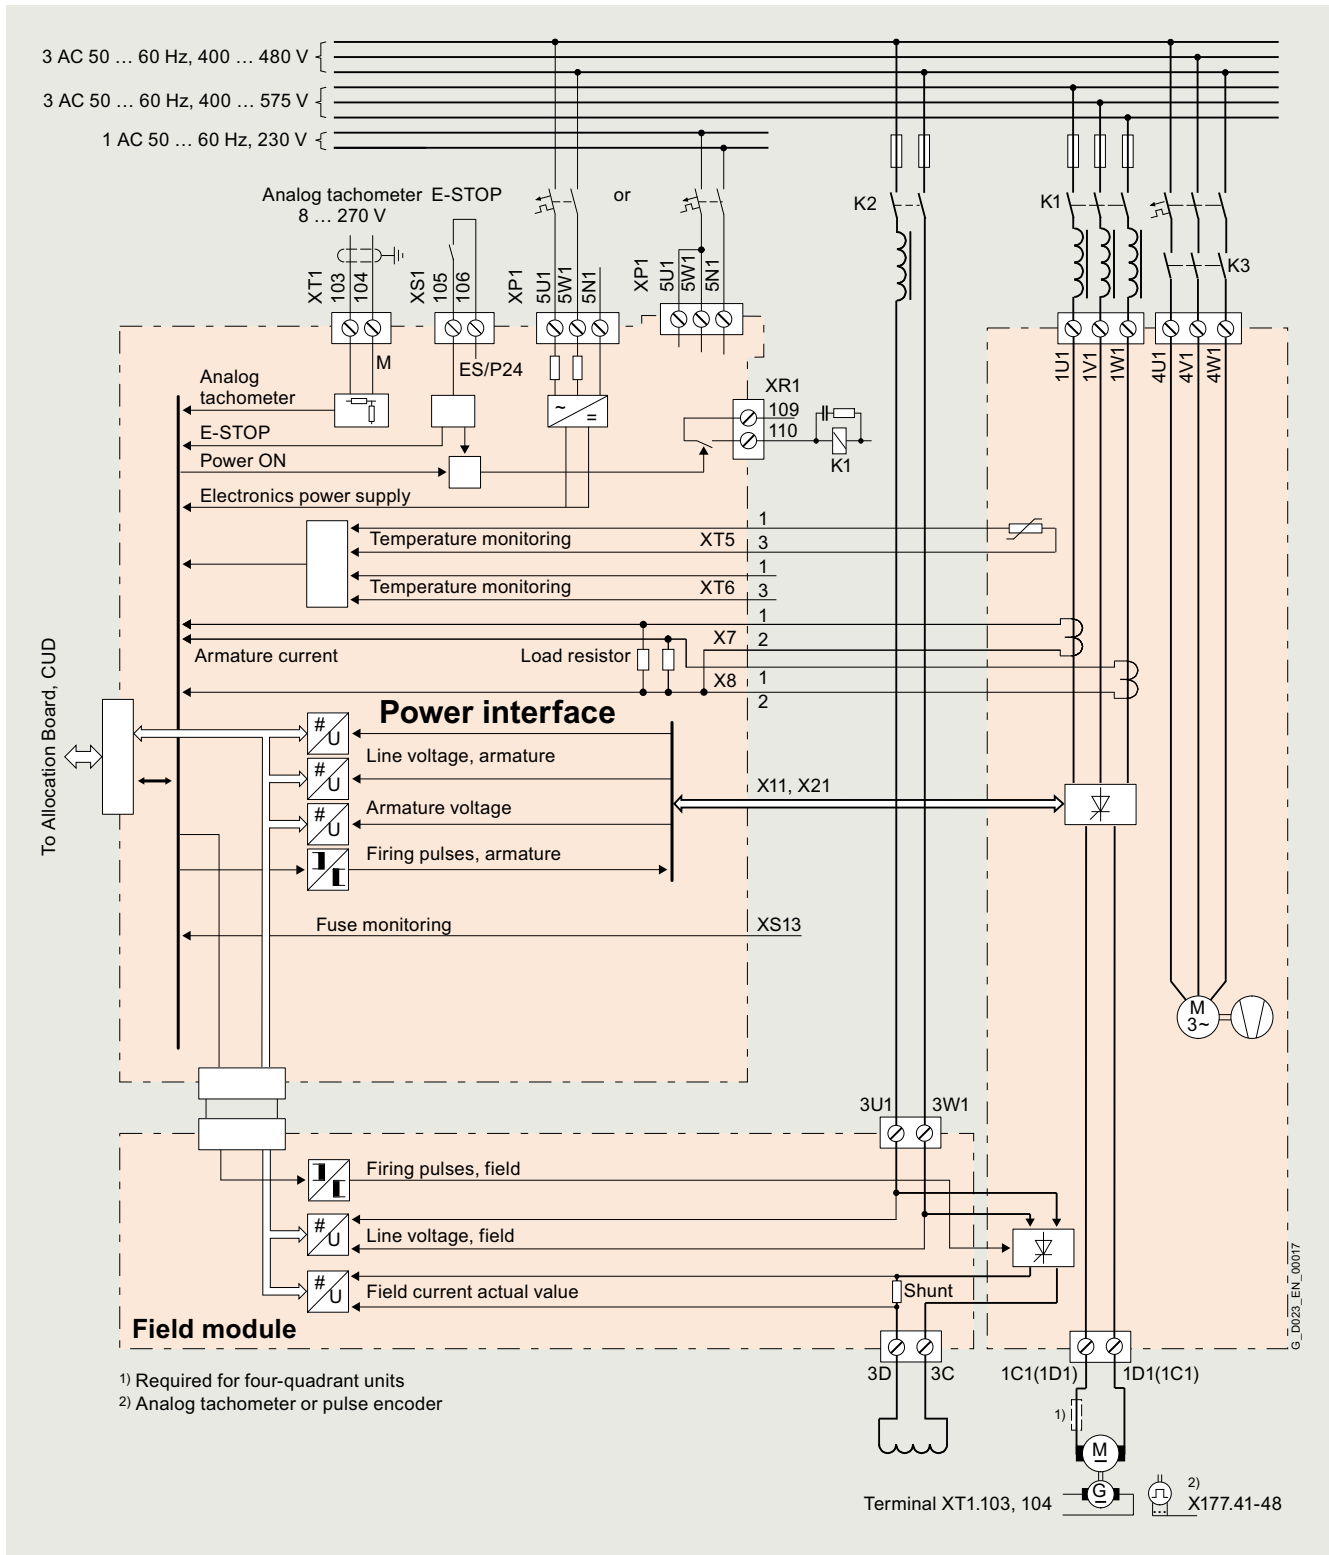 3 AC 50 … 60 Hz, 400 … 480 V
3 AC 50 … 60 Hz, 400 … 575 V
1 AC 50 … 60 Hz, 230 V
Analog tachometer
8 … 270 V
E-STOP
or
K2
K1
K3
XT1
103
104
XS1
105
106
XP1
5U1
5W1
5N1
XP1
5U1
5W1
5N1
M
ES/P24
1U1
1V1
1W1
4U1
4V1
4W1
Analog
tachometer
~
=
XR1
109
110
K1
E-STOP
Power ON
Electronics power supply
Temperature monitoring
XT5
1
3
Temperature monitoring
XT6
1
3
Armature current
Load resistor
X7
1
2
X8
1
2
To Allocation Board, CUD
Power interface
#
U
Line voltage, armature
#
U
Armature voltage
#
U
Firing pulses, armature
X11, X21
Fuse monitoring
XS13
M
3~
3U1
3W1
Firing pulses, field
#
U
Line voltage, field
#
U
Field current actual value
Shunt
Field module
3D
3C
1C1(1D1)
1D1(1C1)
G_D023_EN_00017
1) Required for four-quadrant units
2) Analog tachometer or pulse encoder
1)
M
G
Terminal XT1.103, 104
2)
X177.41-48